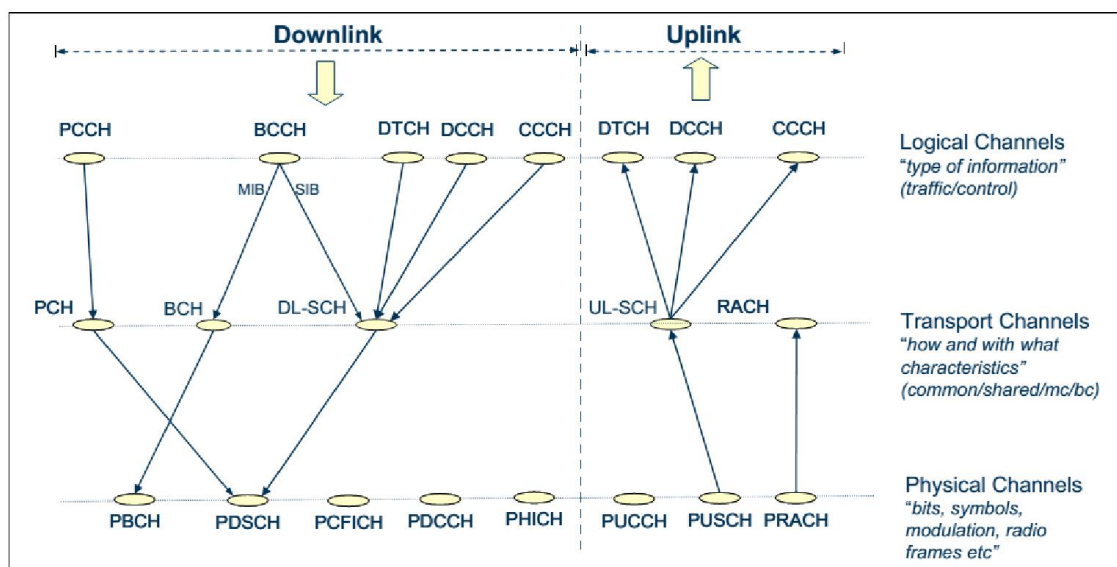 Downlink Uplink
PCCH BCCH DTCH DCCH CCCH DTCH DCCH CCCH
Logical Channels
“type of information”
(traffic/control)
MIB SIB
PCH BCH DL-SCH UL-SCH RACH
Transport Channels
“how and with what
characteristics”
(common/shared/mc/bc)
Physical Channels
“bits, symbols,
modulation, radio
frames etc”
PBCH PDSCH PCFICH PDCCH PHICH PUCCH PUSCH PRACH